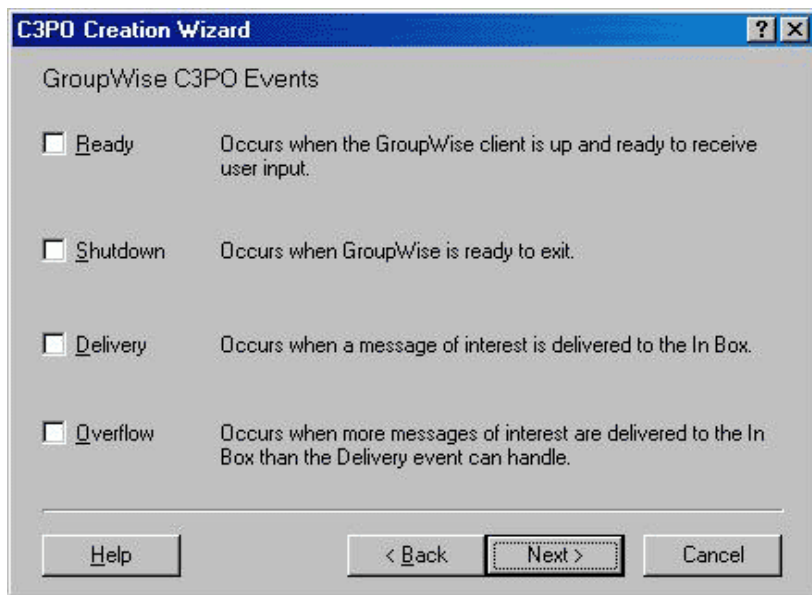 C3PO Creation Wizard
GroupWise C3PO Events
Ready
Occurs when the GroupWise client is up and ready to receive
user input.
Shutdown
Occurs when GroupWise is ready to exit.
Delivery
Occurs when a message of interest is delivered to the In Box.
Overflow
Occurs when more messages of interest are delivered to the In
Box than the Delivery event can handle.
Help
< Back
Next >
Cancel